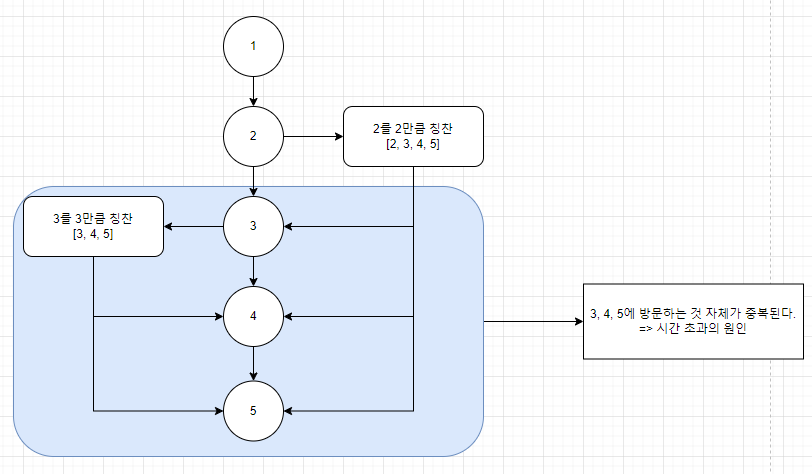 1
2
2를 2만큼 칭찬
[2, 3, 4, 5]
3를 3만큼 칭찬
[3, 4, 5]
3
4
5
3, 4, 5에 방문하는 것 자체가 중복된다.
=> 시간 초과의 원인